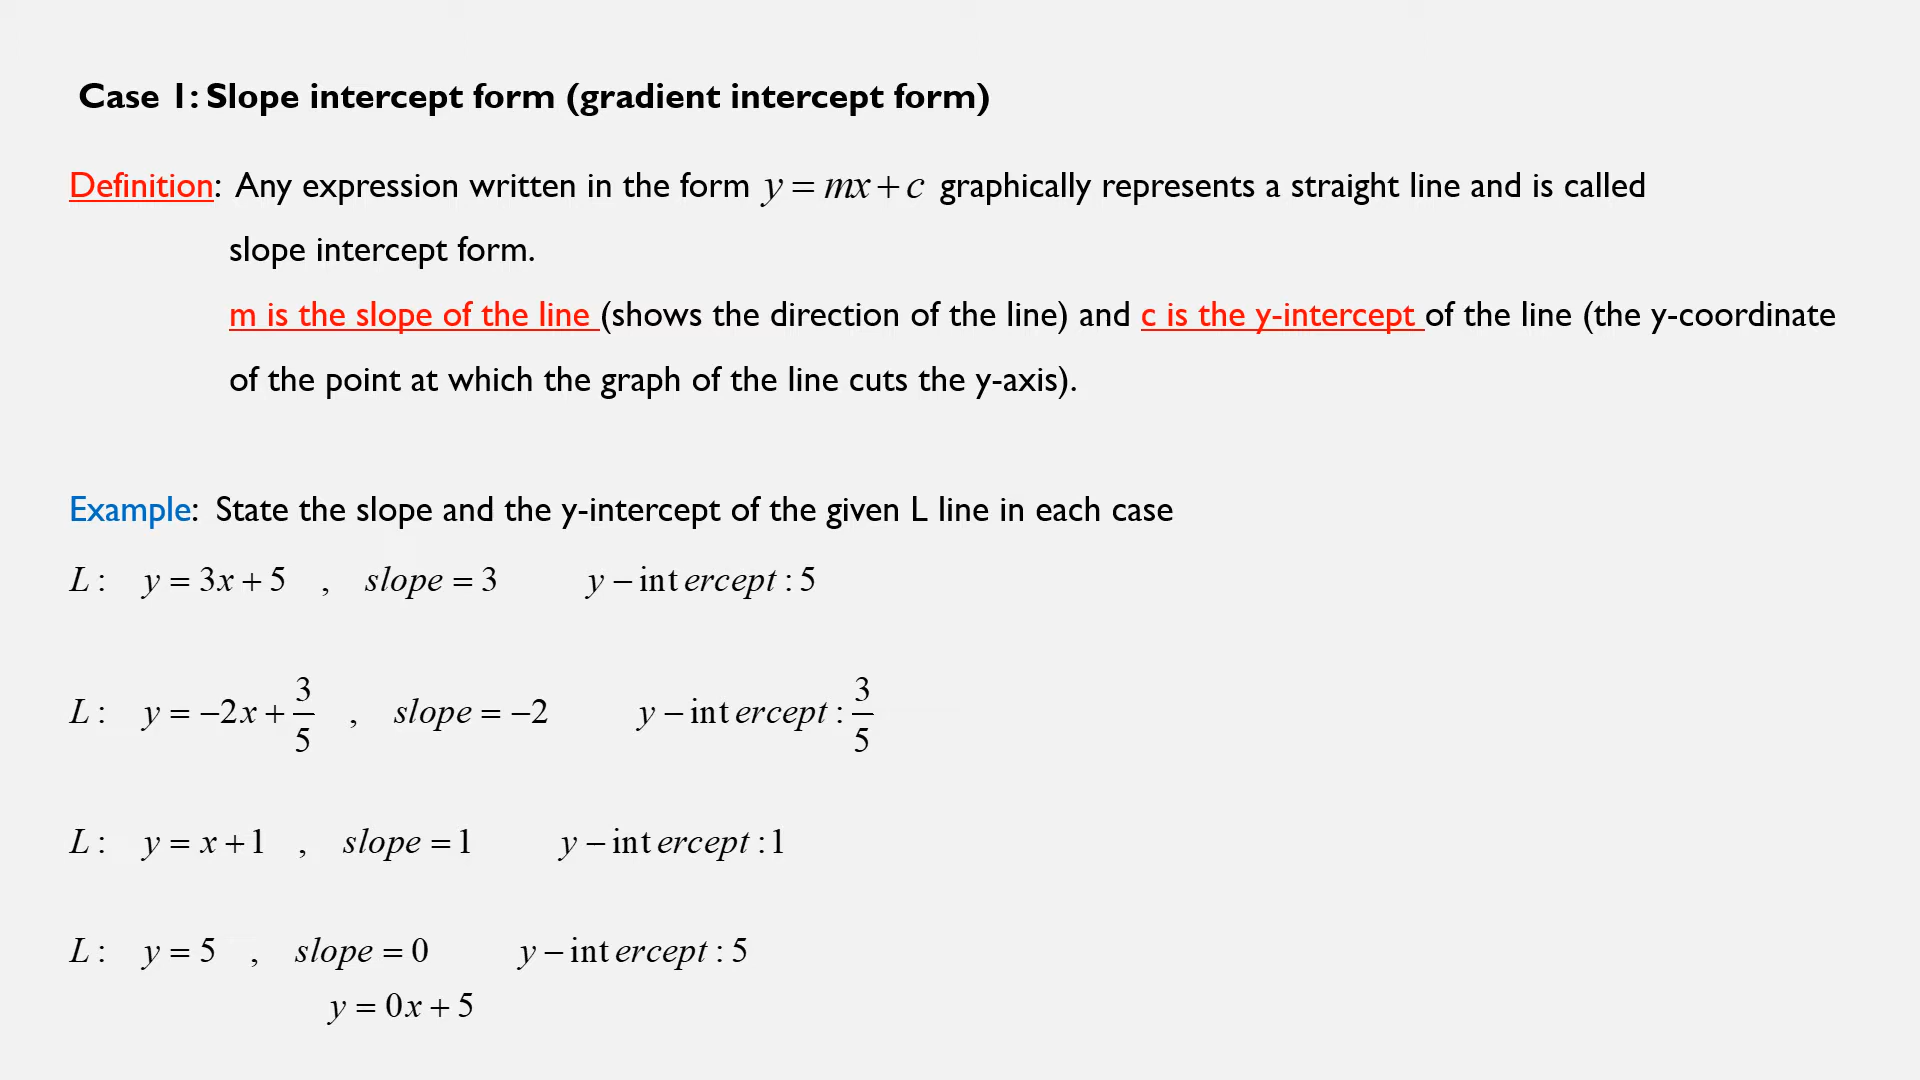 Case 1: Slope intercept form (gradient intercept form)
Definition: Any expression written in the form y = mx + c graphically represents a straight line and is called
slope intercept form.
m is the slope of the line (shows the direction of the line) and c is the y-intercept of the line (the y-coordinate
of the point at which the graph of the line cuts the y-axis).
Example: State the slope and the y-intercept of the given L line in each case
L : y = 3x + 5 , slope = 3 y − intercept : 5
L : y = −2x + 3/5 , slope = −2 y − intercept : 3/5
L : y = x + 1 , slope = 1 y − intercept : 1
L : y = 5 , slope = 0 y − intercept : 5
y = 0x + 5